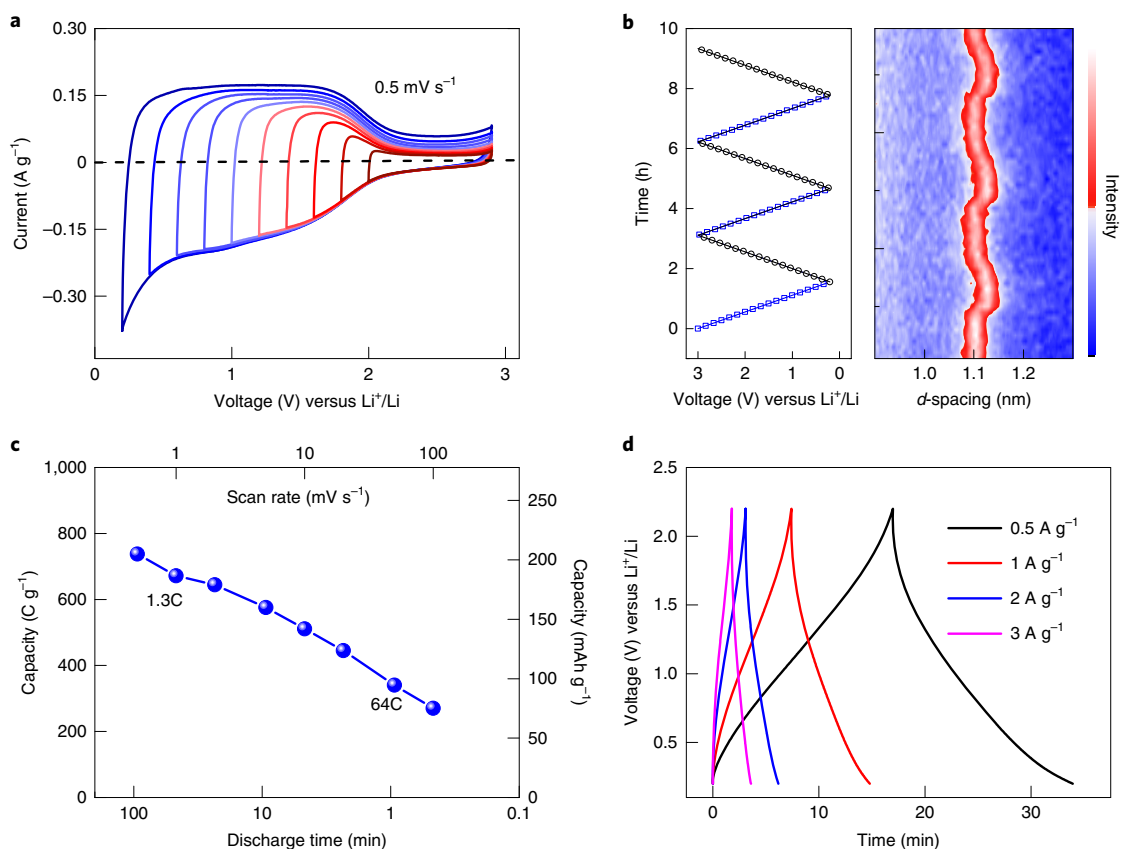 a
0.30
0.15
0
–0.15
–0.30
Current (A g⁻¹)
0.5 mV s⁻¹
0 1 2 3
Voltage (V) versus Li⁺/Li
b
10
8
6
4
2
0
Time (h)
3 2 1 0
Voltage (V) versus Li⁺/Li
1.0 1.1 1.2
d-spacing (nm)
Intensity
c
1 10 100
Scan rate (mV s⁻¹)
1,000
800
600
400
200
0
Capacity (C g⁻¹)
1.3C
64C
250
200
150
100
50
0
Capacity (mAh g⁻¹)
100 10 1 0.1
Discharge time (min)
d
2.5
2.0
1.5
1.0
0.5
Voltage (V) versus Li⁺/Li
0.5 A g⁻¹
1 A g⁻¹
2 A g⁻¹
3 A g⁻¹
0 10 20 30
Time (min)